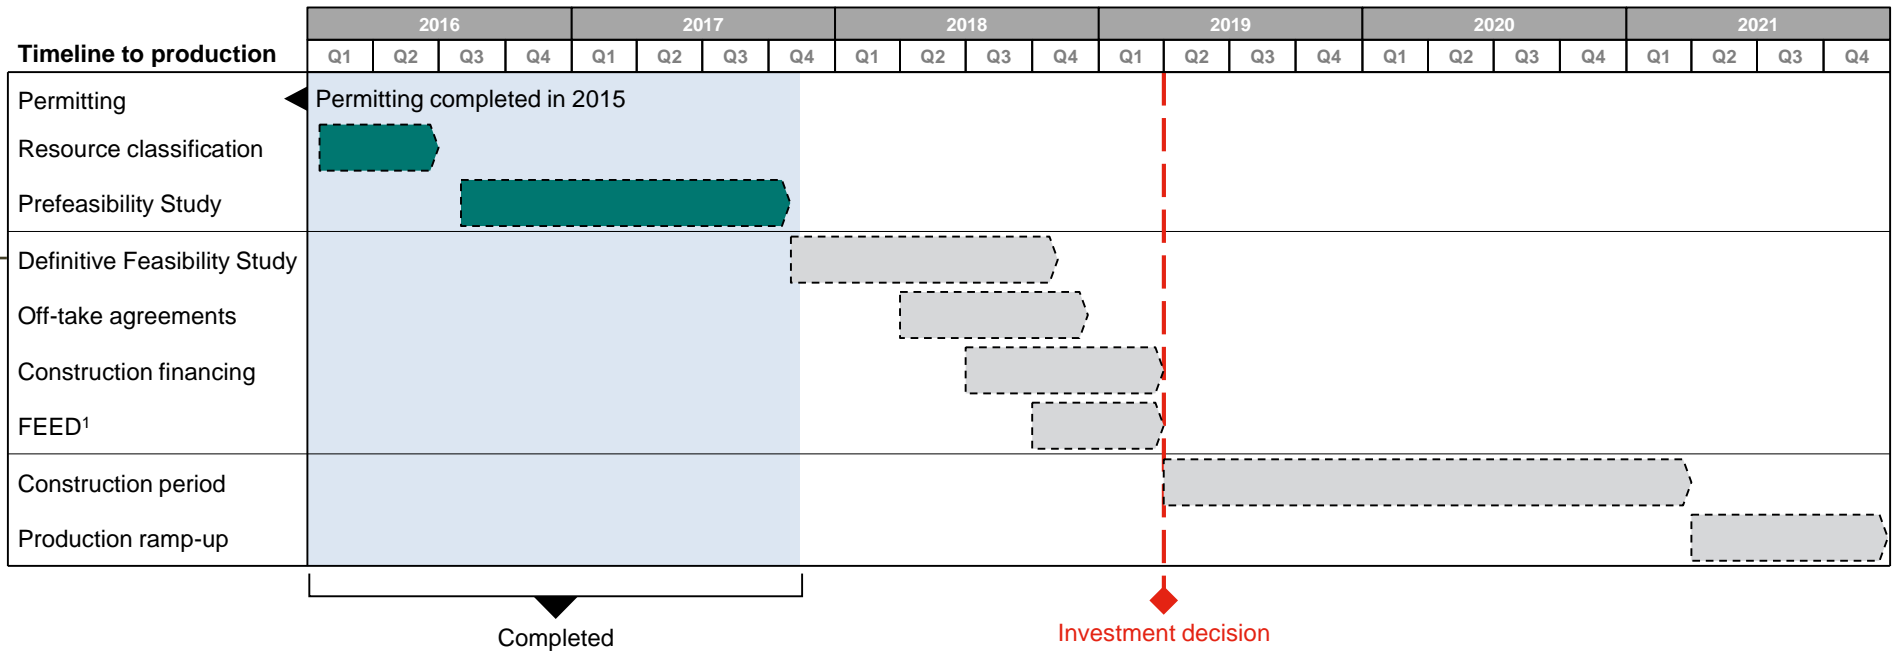 2016 2017 2018 2019 2020 2021
Timeline to production Q1 Q2 Q3 Q4 Q1 Q2 Q3 Q4 Q1 Q2 Q3 Q4 Q1 Q2 Q3 Q4 Q1 Q2 Q3 Q4 Q1 Q2 Q3 Q4
Permitting Permitting completed in 2015
Resource classification
Prefeasibility Study
Definitive Feasibility Study
Off-take agreements
Construction financing
FEED¹
Construction period
Production ramp-up
Completed
Investment decision